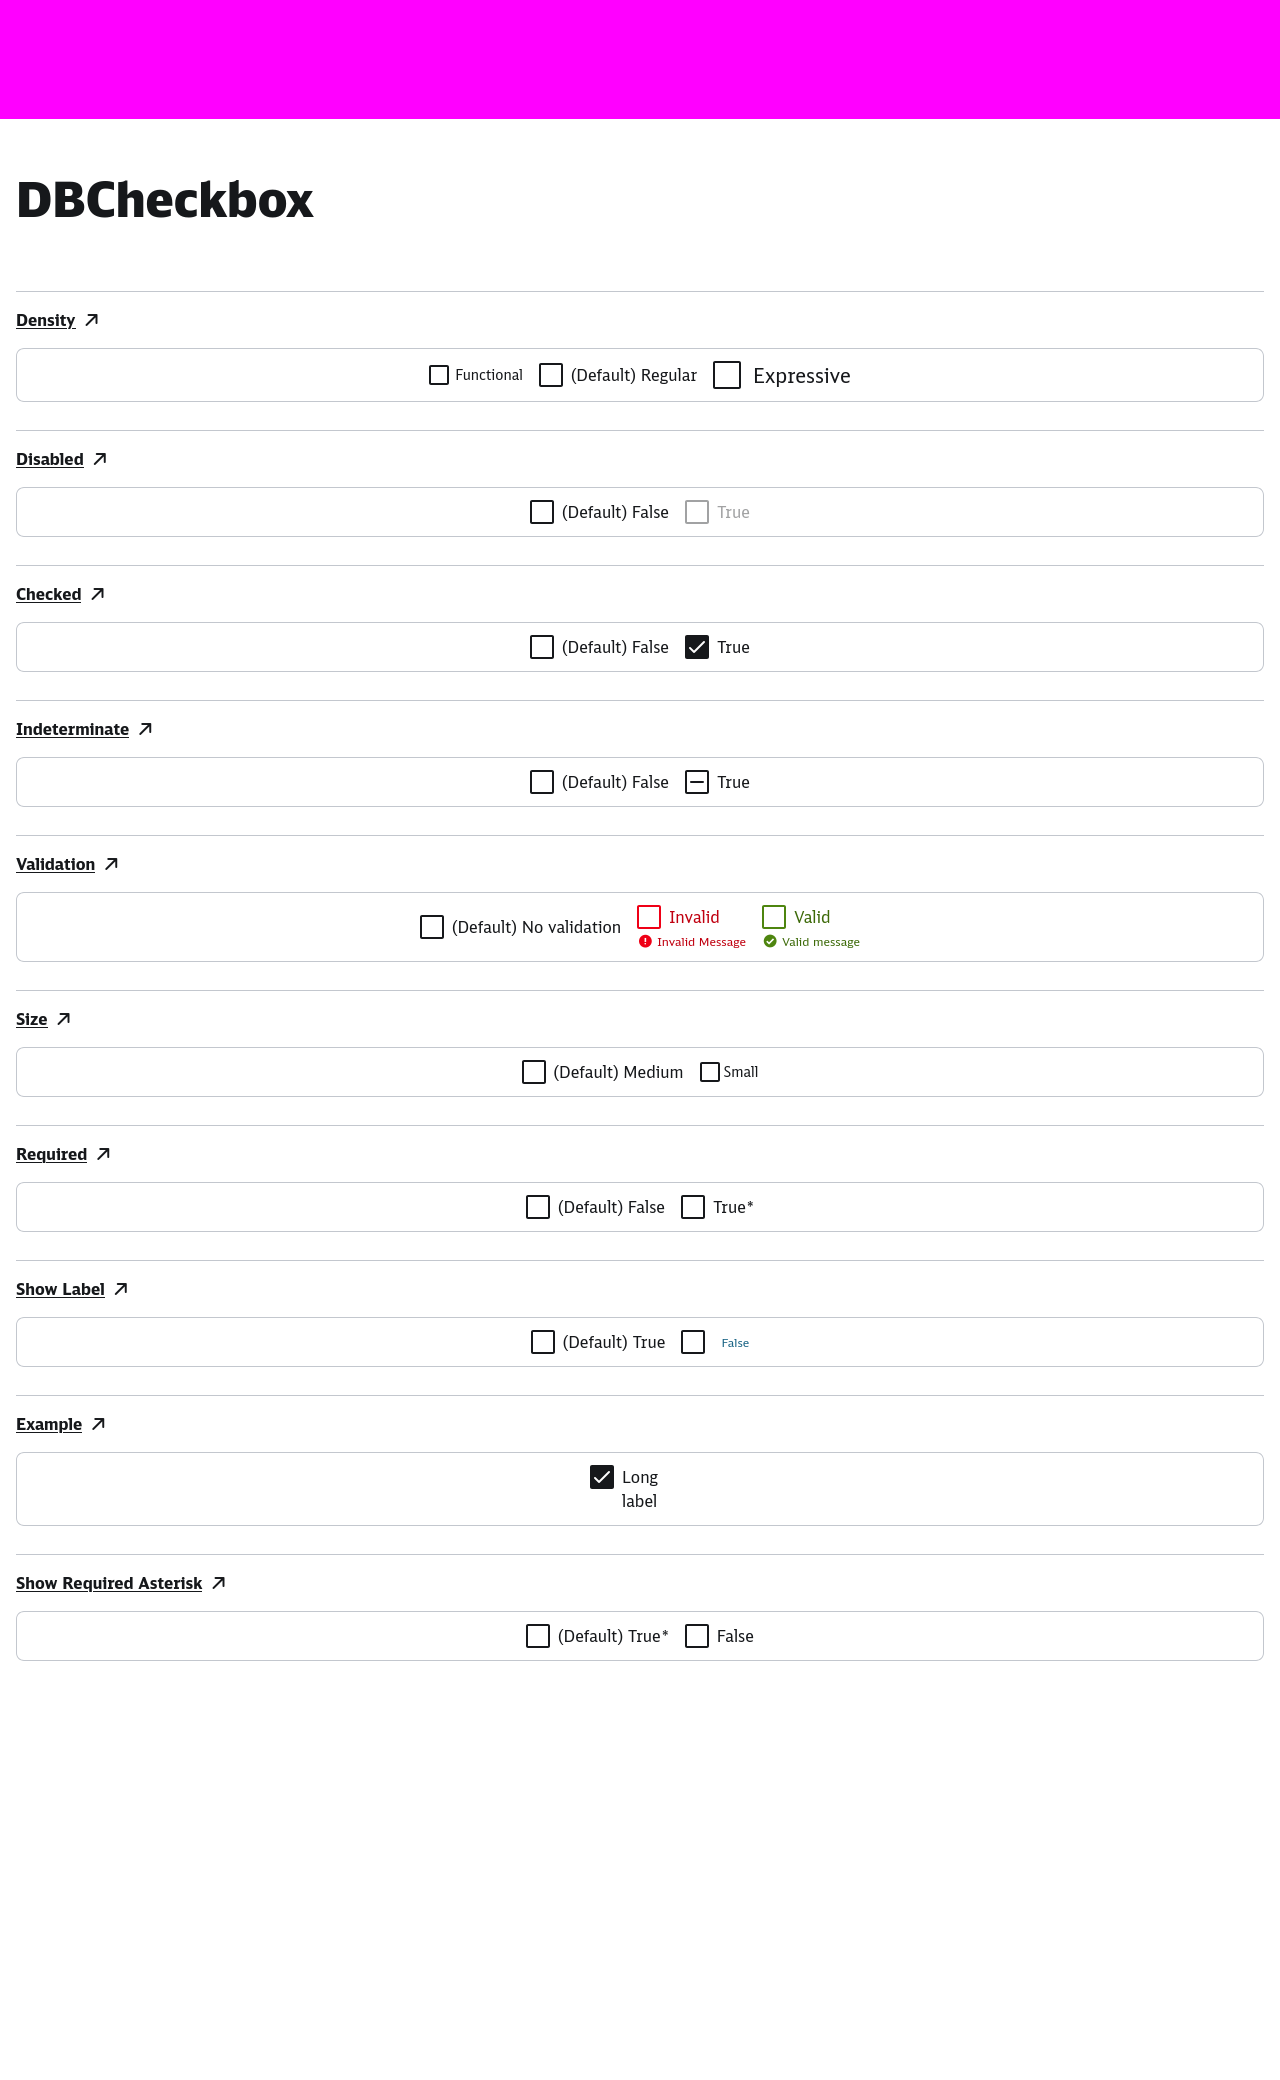 DBCheckbox
Density
Functional (Default) Regular Expressive
Disabled
(Default) False True
Checked
(Default) False True
Indeterminate
(Default) False True
Validation
(Default) No validation Invalid Valid
Invalid Message Valid message
Size
(Default) Medium Small
Required
(Default) False True*
Show Label
(Default) True False
Example
Long
label
Show Required Asterisk
(Default) True* False